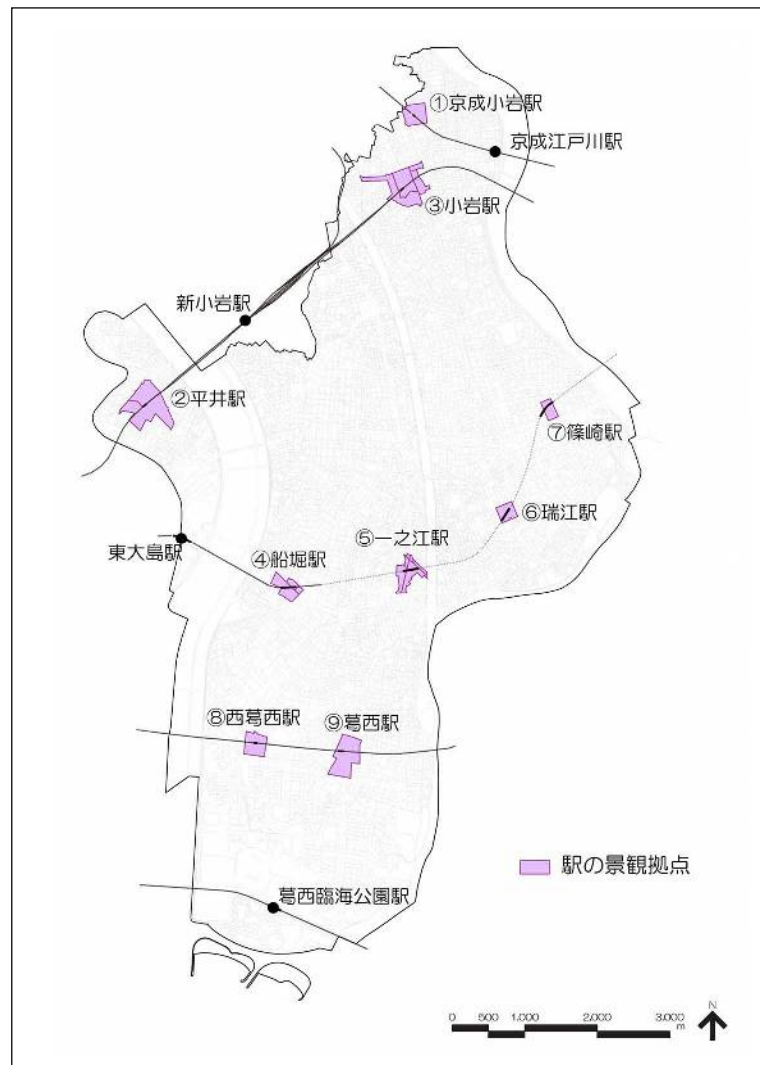 ①京成小岩駅
京成江戸川駅
③小岩駅
新小岩駅
②平井駅
⑦篠崎駅
⑥瑞江駅
⑤一之江駅
東大島駅
④船堀駅
⑧西葛西駅
⑨葛西駅
駅の景観拠点
葛西臨海公園駅
N
0 500 1,000 2,000 3,000
m